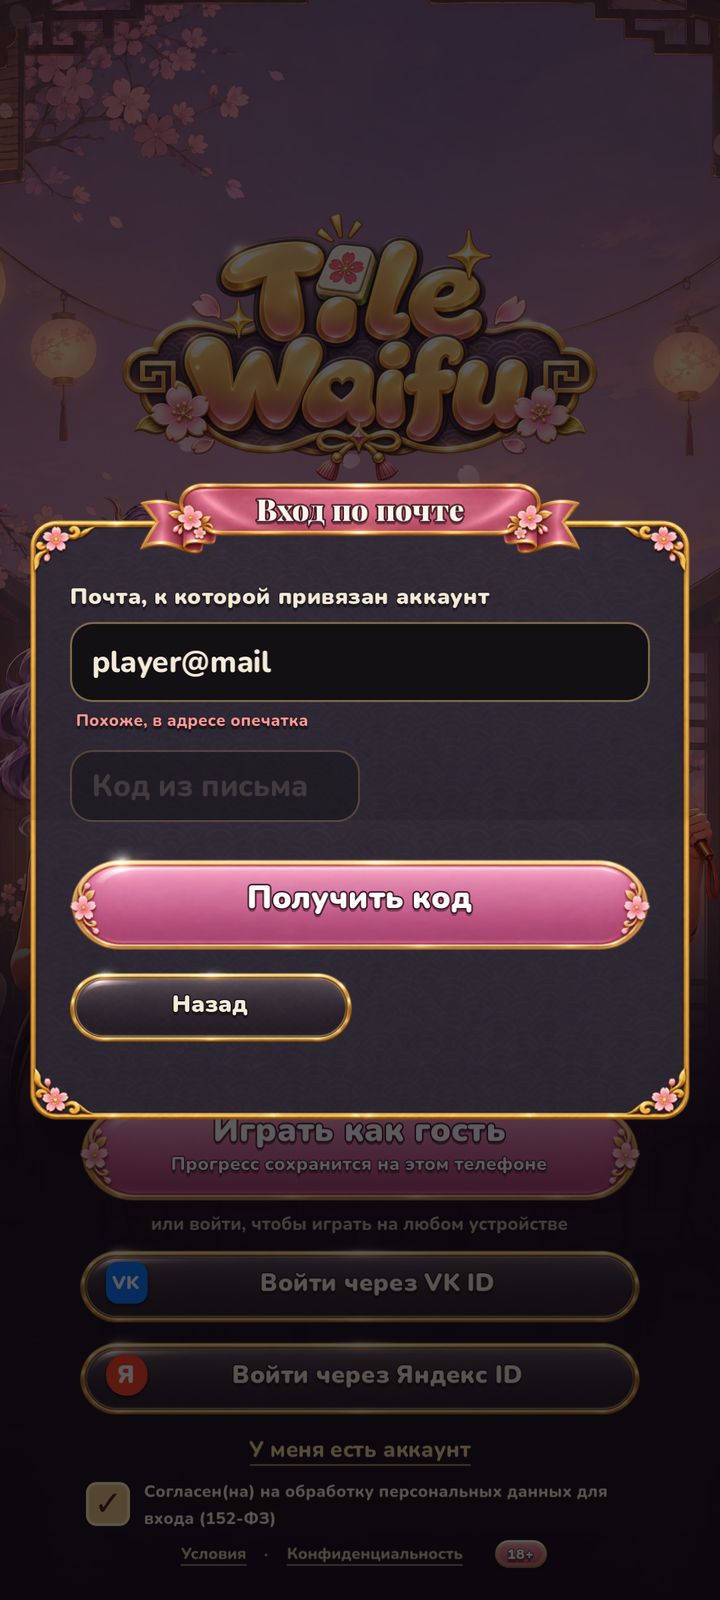 Tile
Waifu
Вход по почте
Почта, к которой привязан аккаунт
player@mail
Похоже, в адресе опечатка
Код из письма
Получить код
Назад
Играть как гость
Прогресс сохранится на этом телефоне
или войти, чтобы играть на любом устройстве
VK Войти через VK ID
Я Войти через Яндекс ID
У меня есть аккаунт
✓ Согласен(на) на обработку персональных данных для
входа (152-ФЗ)
Условия · Конфиденциальность 18+